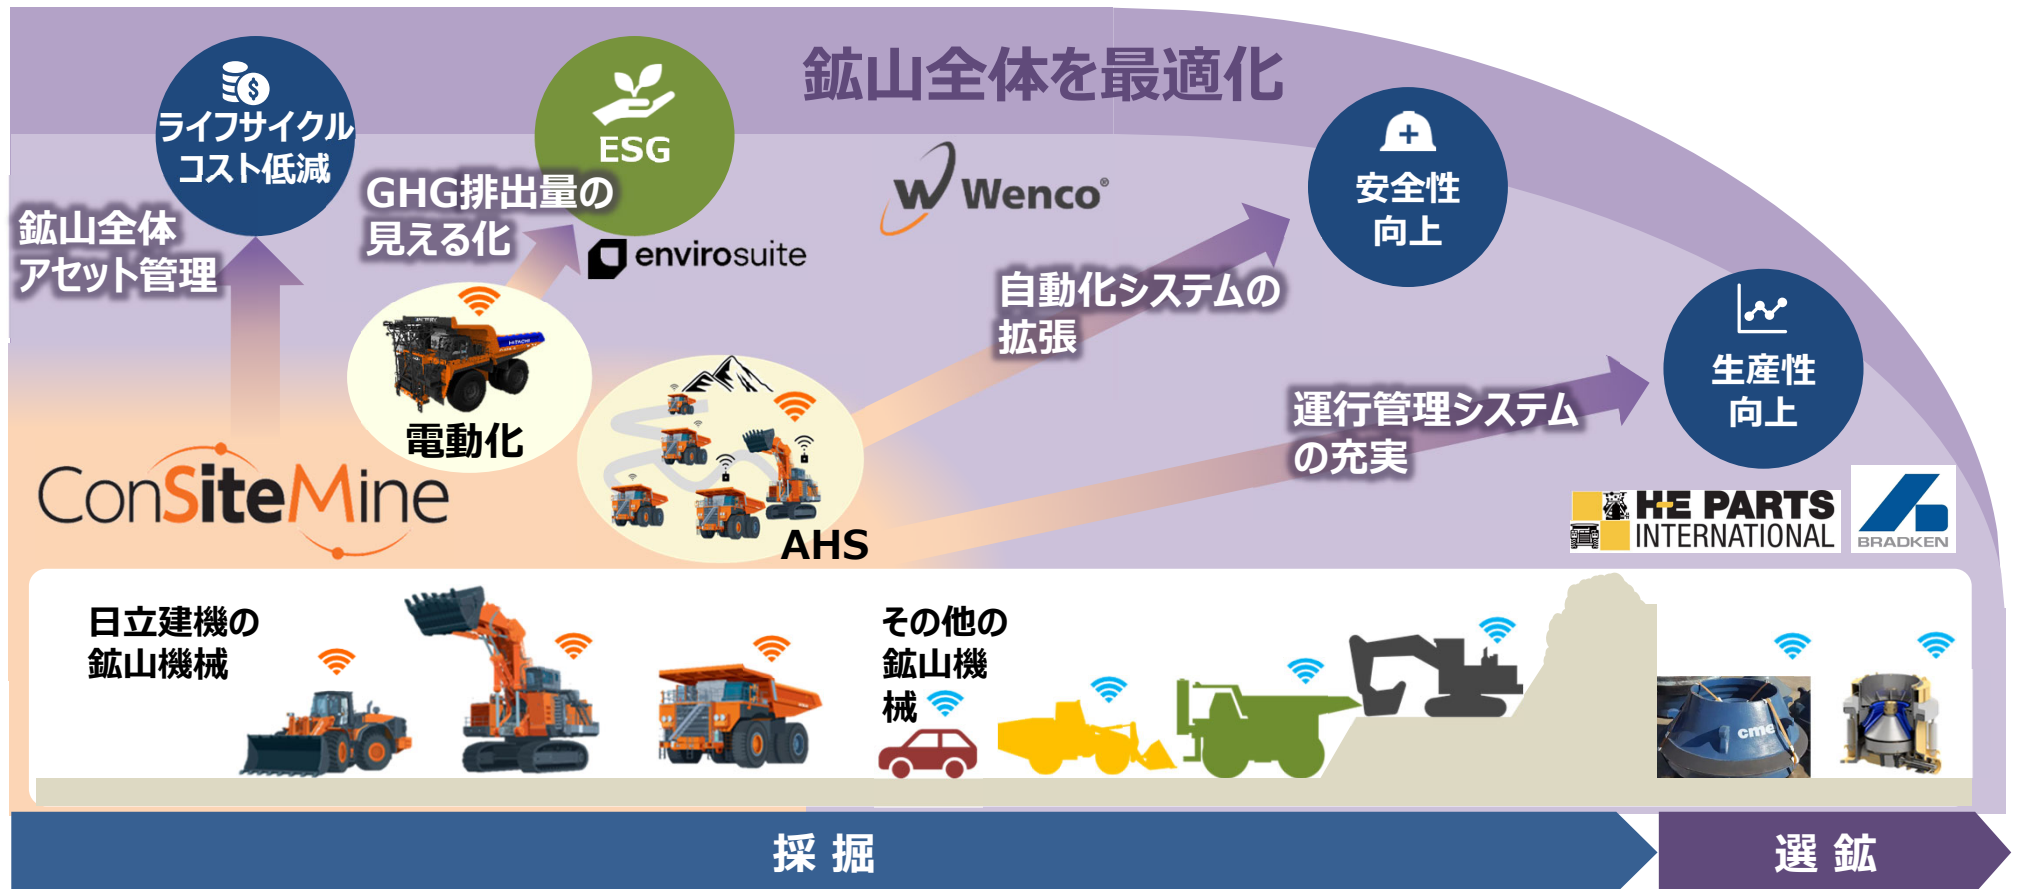 鉱山全体を最適化
ライフサイクル
コスト低減
ESG
GHG排出量の
見える化
鉱山全体
アセット管理
envirosuite
Wenco®
安全性
向上
自動化システムの
拡張
生産性
向上
運行管理システム
の充実
電動化
HITACHI
AHS
ConSiteMine
H-E PARTS
INTERNATIONAL
BRADKEN
日立建機の
鉱山機械
その他の
鉱山機
械
cme
採掘
選鉱